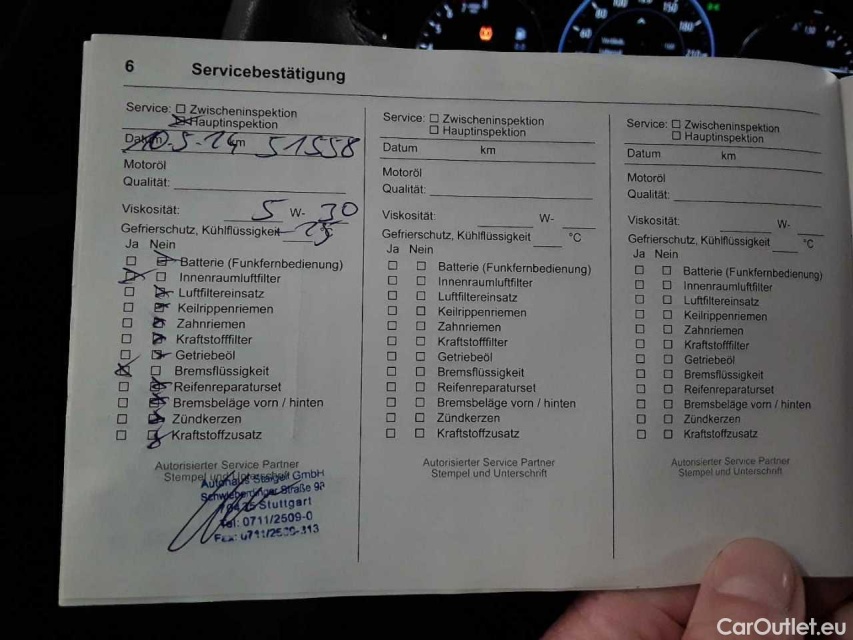 6 Servicebestätigung
Service: Zwischeninspektion
Hauptinspektion
Datum km
51558
Motoröl
Qualität:
Viskosität: 5 W- 30
Gefrierschutz, Kühlflüssigkeit °C
Ja Nein
Batterie (Funkfernbedienung)
Innenraumluftfilter
Luftfiltereinsatz
Keilrippenriemen
Zahnriemen
Kraftstofffilter
Getriebeöl
Bremsflüssigkeit
Reifenreparaturset
Bremsbeläge vorn / hinten
Zündkerzen
Kraftstoffzusatz
Autorisierter Service Partner
Stempel und Unterschrift
Autohaus GmbH
Straße
Stuttgart
Tel: 0711/2509-0
Service: Zwischeninspektion
Hauptinspektion
Datum km
Motoröl
Qualität:
Viskosität: W-
Gefrierschutz, Kühlflüssigkeit °C
Ja Nein
Batterie (Funkfernbedienung)
Innenraumluftfilter
Luftfiltereinsatz
Keilrippenriemen
Zahnriemen
Kraftstofffilter
Getriebeöl
Bremsflüssigkeit
Reifenreparaturset
Bremsbeläge vorn / hinten
Zündkerzen
Kraftstoffzusatz
Autorisierter Service Partner
Stempel und Unterschrift
Service: Zwischeninspektion
Hauptinspektion
Datum km
Motoröl
Qualität:
Viskosität: W-
Gefrierschutz, Kühlflüssigkeit °C
Ja Nein
Batterie (Funkfernbedienung)
Innenraumluftfilter
Luftfiltereinsatz
Keilrippenriemen
Zahnriemen
Kraftstofffilter
Getriebeöl
Bremsflüssigkeit
Reifenreparaturset
Bremsbeläge vorn / hinten
Zündkerzen
Kraftstoffzusatz
Autorisierter Service Partner
Stempel und Unterschrift
CarOutlet.eu